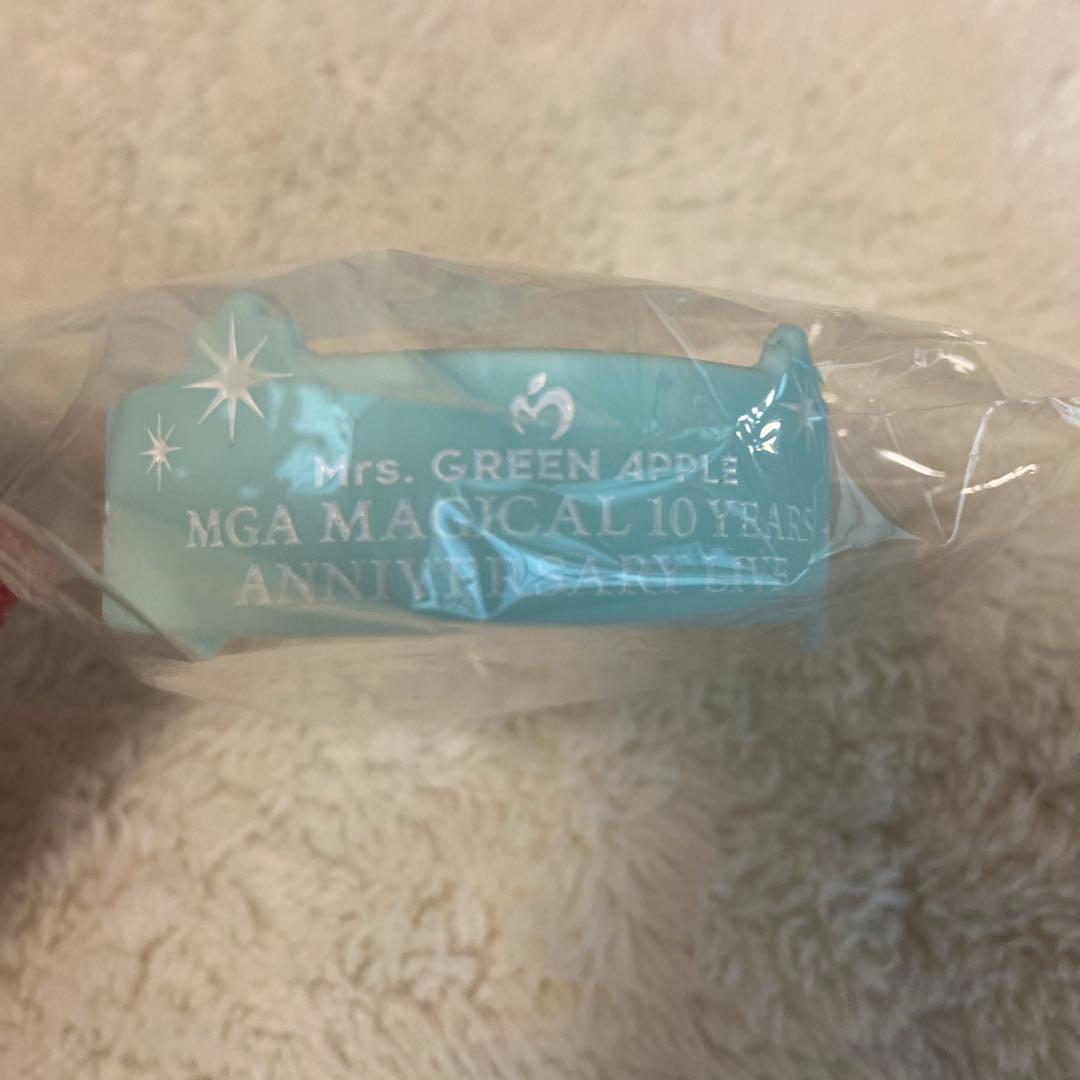 Mrs. GREEN APPLE
MGA MAGICAL 10 YEARS
ANNIVERSARY LIVE